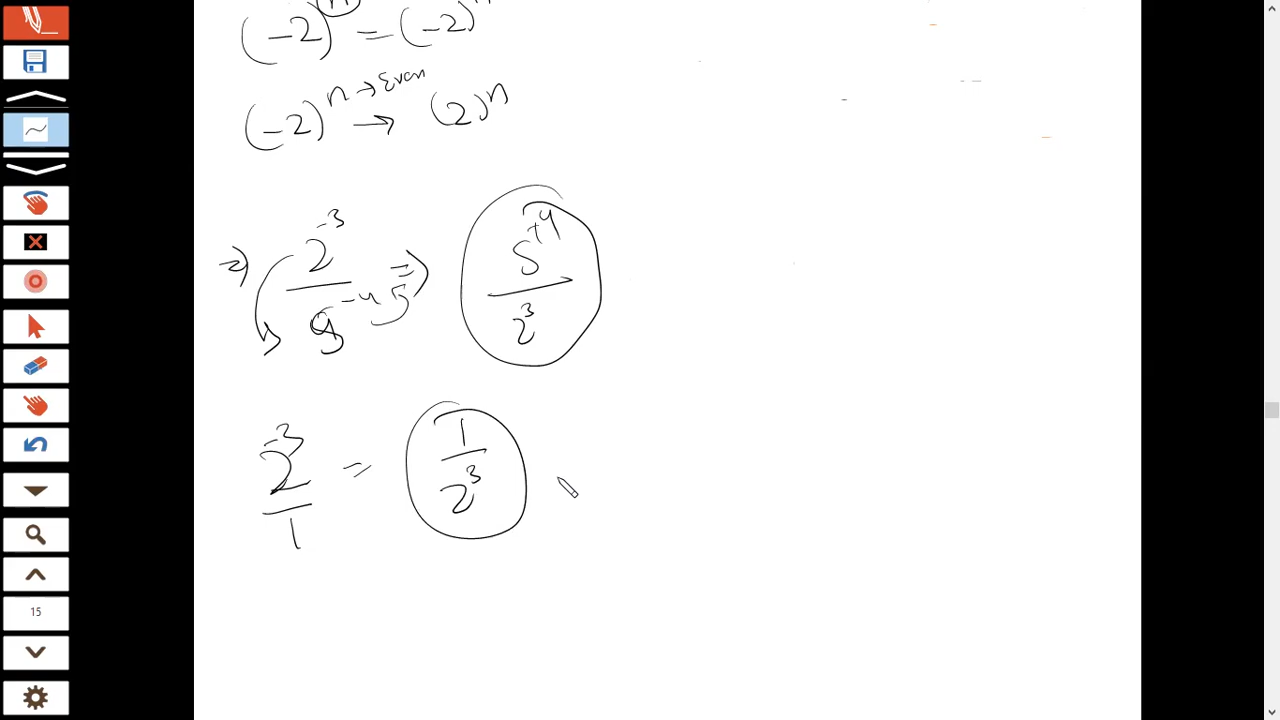 (-2)^n = (-2)^n
(-2)^n → Even → (2)^n
⇒ 2^-3 / 5^-4 ⇒ 5^+4 / 2^3
2^-3 / 1 = 1 / 2^3
15